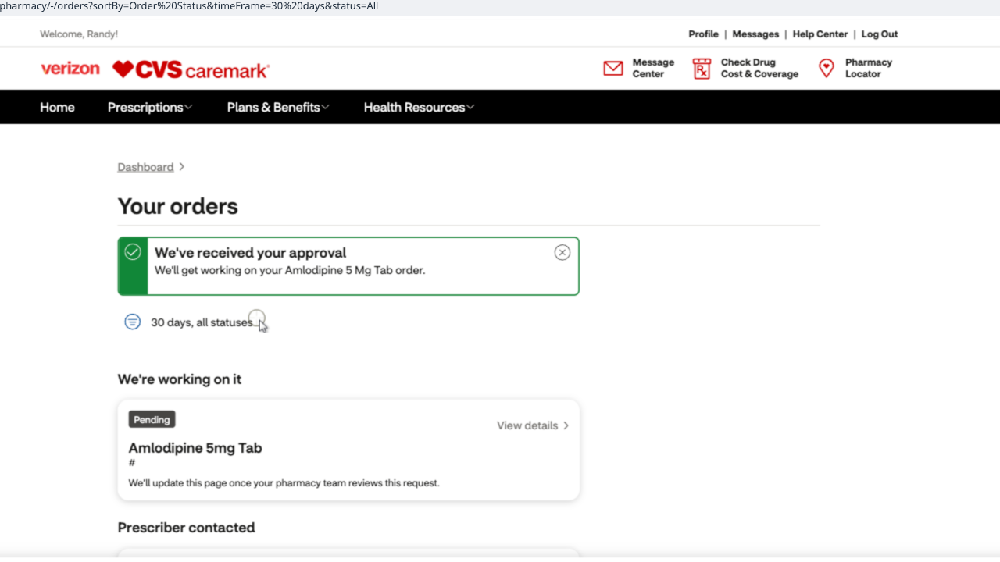 pharmacy/-/orders?sortBy=Order%20Status&timeFrame=30%20days&status=All
Welcome, Randy!
Profile | Messages | Help Center | Log Out
verizon CVS caremark
Message Center
Check Drug Cost & Coverage
Pharmacy Locator
Home Prescriptions Plans & Benefits Health Resources
Dashboard
Your orders
We've received your approval
We'll get working on your Amlodipine 5 Mg Tab order.
30 days, all statuses
We're working on it
Pending
View details
Amlodipine 5mg Tab
#
We'll update this page once your pharmacy team reviews this request.
Prescriber contacted